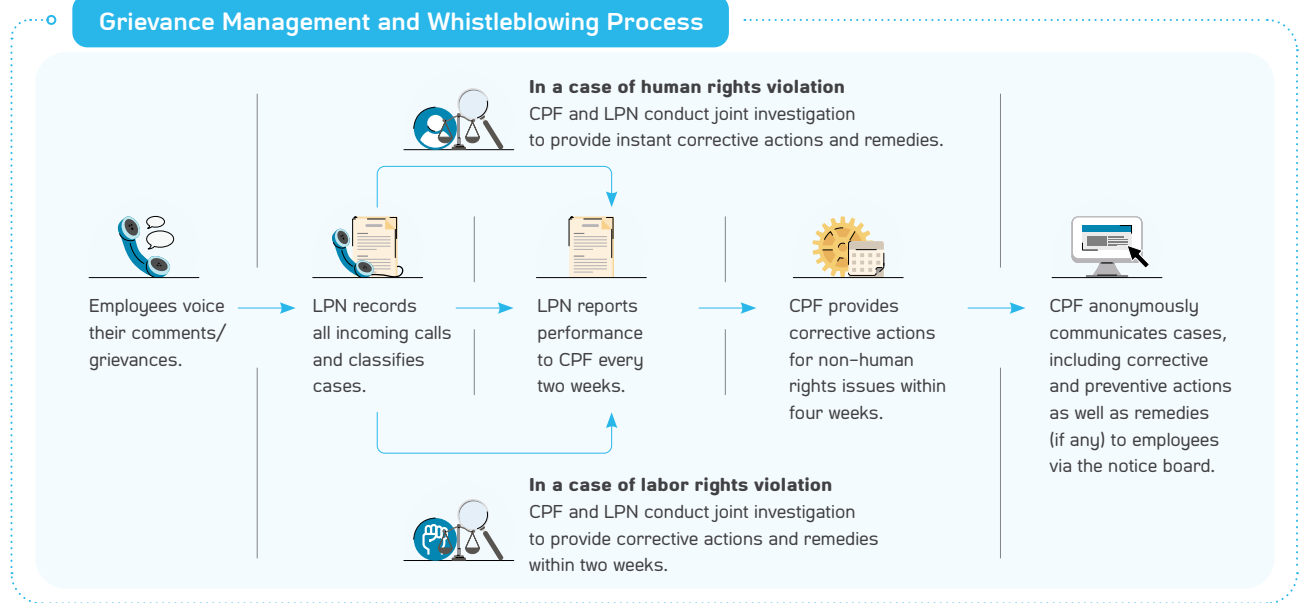 Grievance Management and Whistleblowing Process
In a case of human rights violation
CPF and LPN conduct joint investigation
to provide instant corrective actions and remedies.
Employees voice
their comments/
grievances.
LPN records
all incoming calls
and classifies
cases.
LPN reports
performance
to CPF every
two weeks.
CPF provides
corrective actions
for non-human
rights issues within
four weeks.
CPF anonymously
communicates cases,
including corrective
and preventive actions
as well as remedies
(if any) to employees
via the notice board.
In a case of labor rights violation
CPF and LPN conduct joint investigation
to provide corrective actions and remedies
within two weeks.